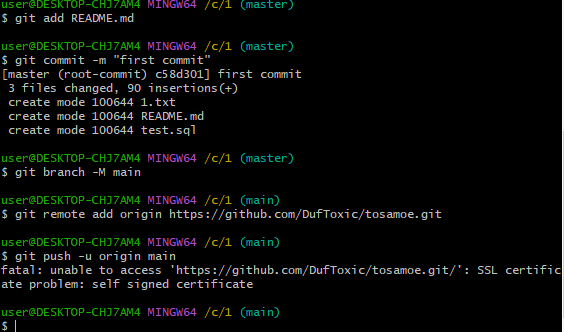 user@DESKTOP-CHJ7AM4 MINGW64 /c/1 (master)
$ git add README.md
user@DESKTOP-CHJ7AM4 MINGW64 /c/1 (master)
$ git commit -m "first commit"
[master (root-commit) c58d301] first commit
 3 files changed, 90 insertions(+)
 create mode 100644 1.txt
 create mode 100644 README.md
 create mode 100644 test.sql
user@DESKTOP-CHJ7AM4 MINGW64 /c/1 (master)
$ git branch -M main
user@DESKTOP-CHJ7AM4 MINGW64 /c/1 (main)
$ git remote add origin https://github.com/DufToxic/tosamoe.git
user@DESKTOP-CHJ7AM4 MINGW64 /c/1 (main)
$ git push -u origin main
fatal: unable to access 'https://github.com/DufToxic/tosamoe.git/': SSL certific
ate problem: self signed certificate
user@DESKTOP-CHJ7AM4 MINGW64 /c/1 (main)
$